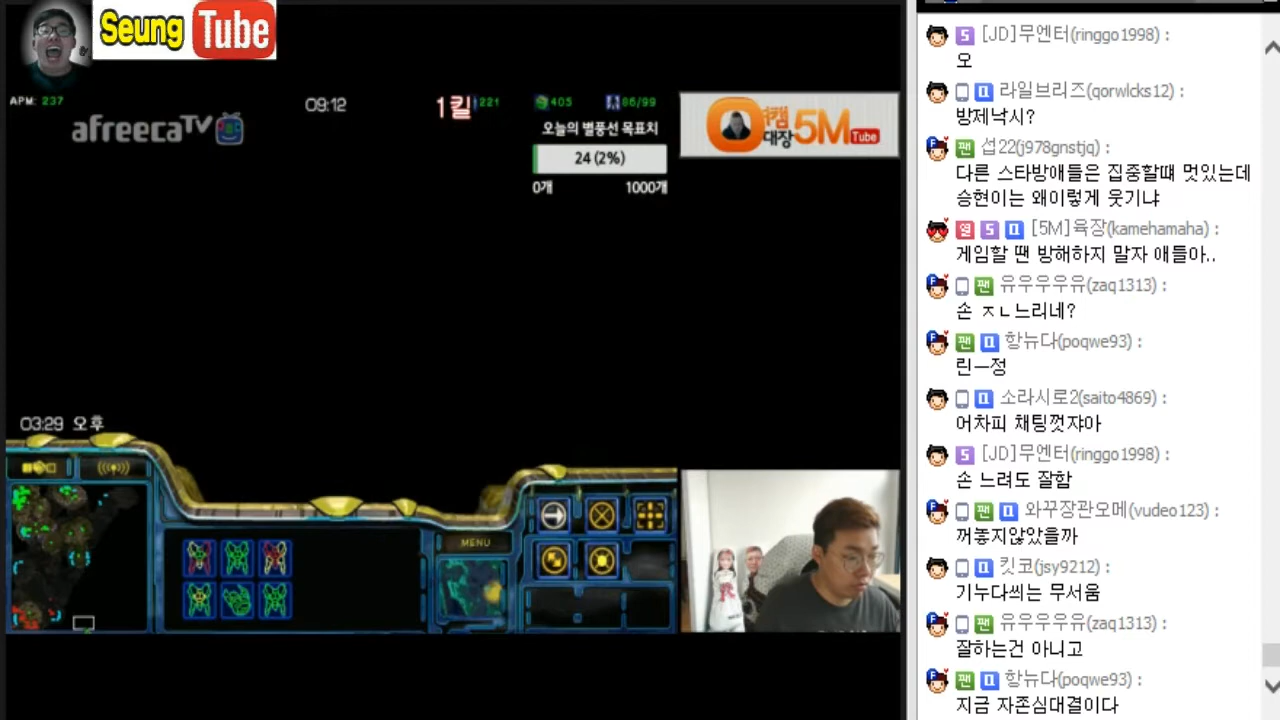 Seung Tube
APM: 237
afreecaTV
09:12
1킬
221
405
86/99
오늘의 별풍선 목표치
24 (2%)
0개 1000개
캠
대장 5M Tube
03:29 오후
MENU
[JD]무엔터(ringgo1998) :
오
라일브리즈(qorwlcks12) :
방제낙시?
섭22(j978gnstjq) :
다른 스타방애들은 집중할떄 멋있는데
승현이는 왜이렇게 웃기냐
[5M]육장(kamehamaha) :
게임할 땐 방해하지 말자 애들아..
유우우우유(zaq1313) :
손 ㅈㄴ느리네?
항뉴다(poqwe93) :
린ㅡ정
소라시로2(saito4869) :
어차피 채팅껏쟈아
[JD]무엔터(ringgo1998) :
손 느려도 잘함
와꾸장관오메(vudeo123) :
꺼놓지않았을까
킷코(jsy9212) :
기누다씌는 무서움
유우우우유(zaq1313) :
잘하는건 아니고
항뉴다(poqwe93) :
지금 자존심대결이다